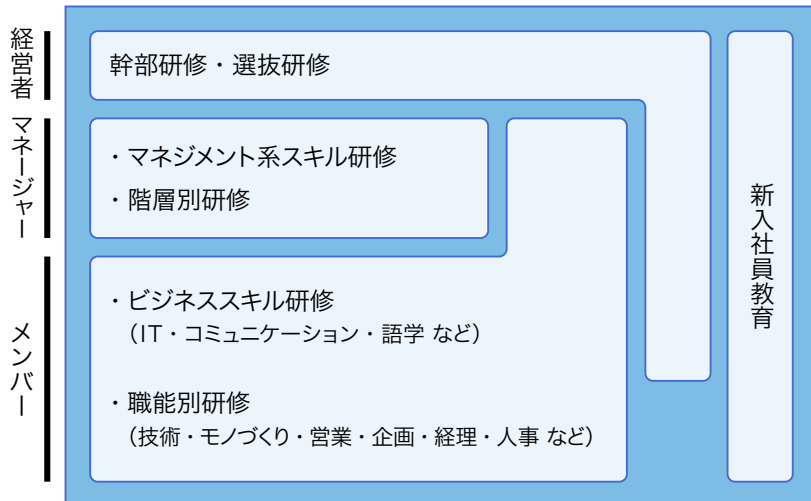 経営者
幹部研修・選抜研修
マネージャー
・マネジメント系スキル研修
・階層別研修
メンバー
・ビジネススキル研修
（IT・コミュニケーション・語学 など）
・職能別研修
（技術・モノづくり・営業・企画・経理・人事 など）
新入社員教育